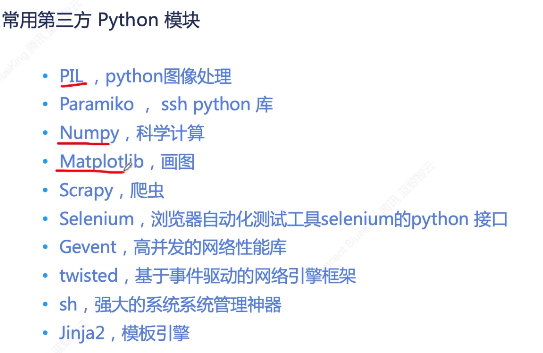 常用第三方 Python 模块
• PIL ，python图像处理
• Paramiko ， ssh python 库
• Numpy，科学计算
• Matplotlib，画图
• Scrapy，爬虫
• Selenium，浏览器自动化测试工具selenium的python 接口
• Gevent，高并发的网络性能库
• twisted，基于事件驱动的网络引擎框架
• sh，强大的系统系统管理神器
• Jinja2，模板引擎